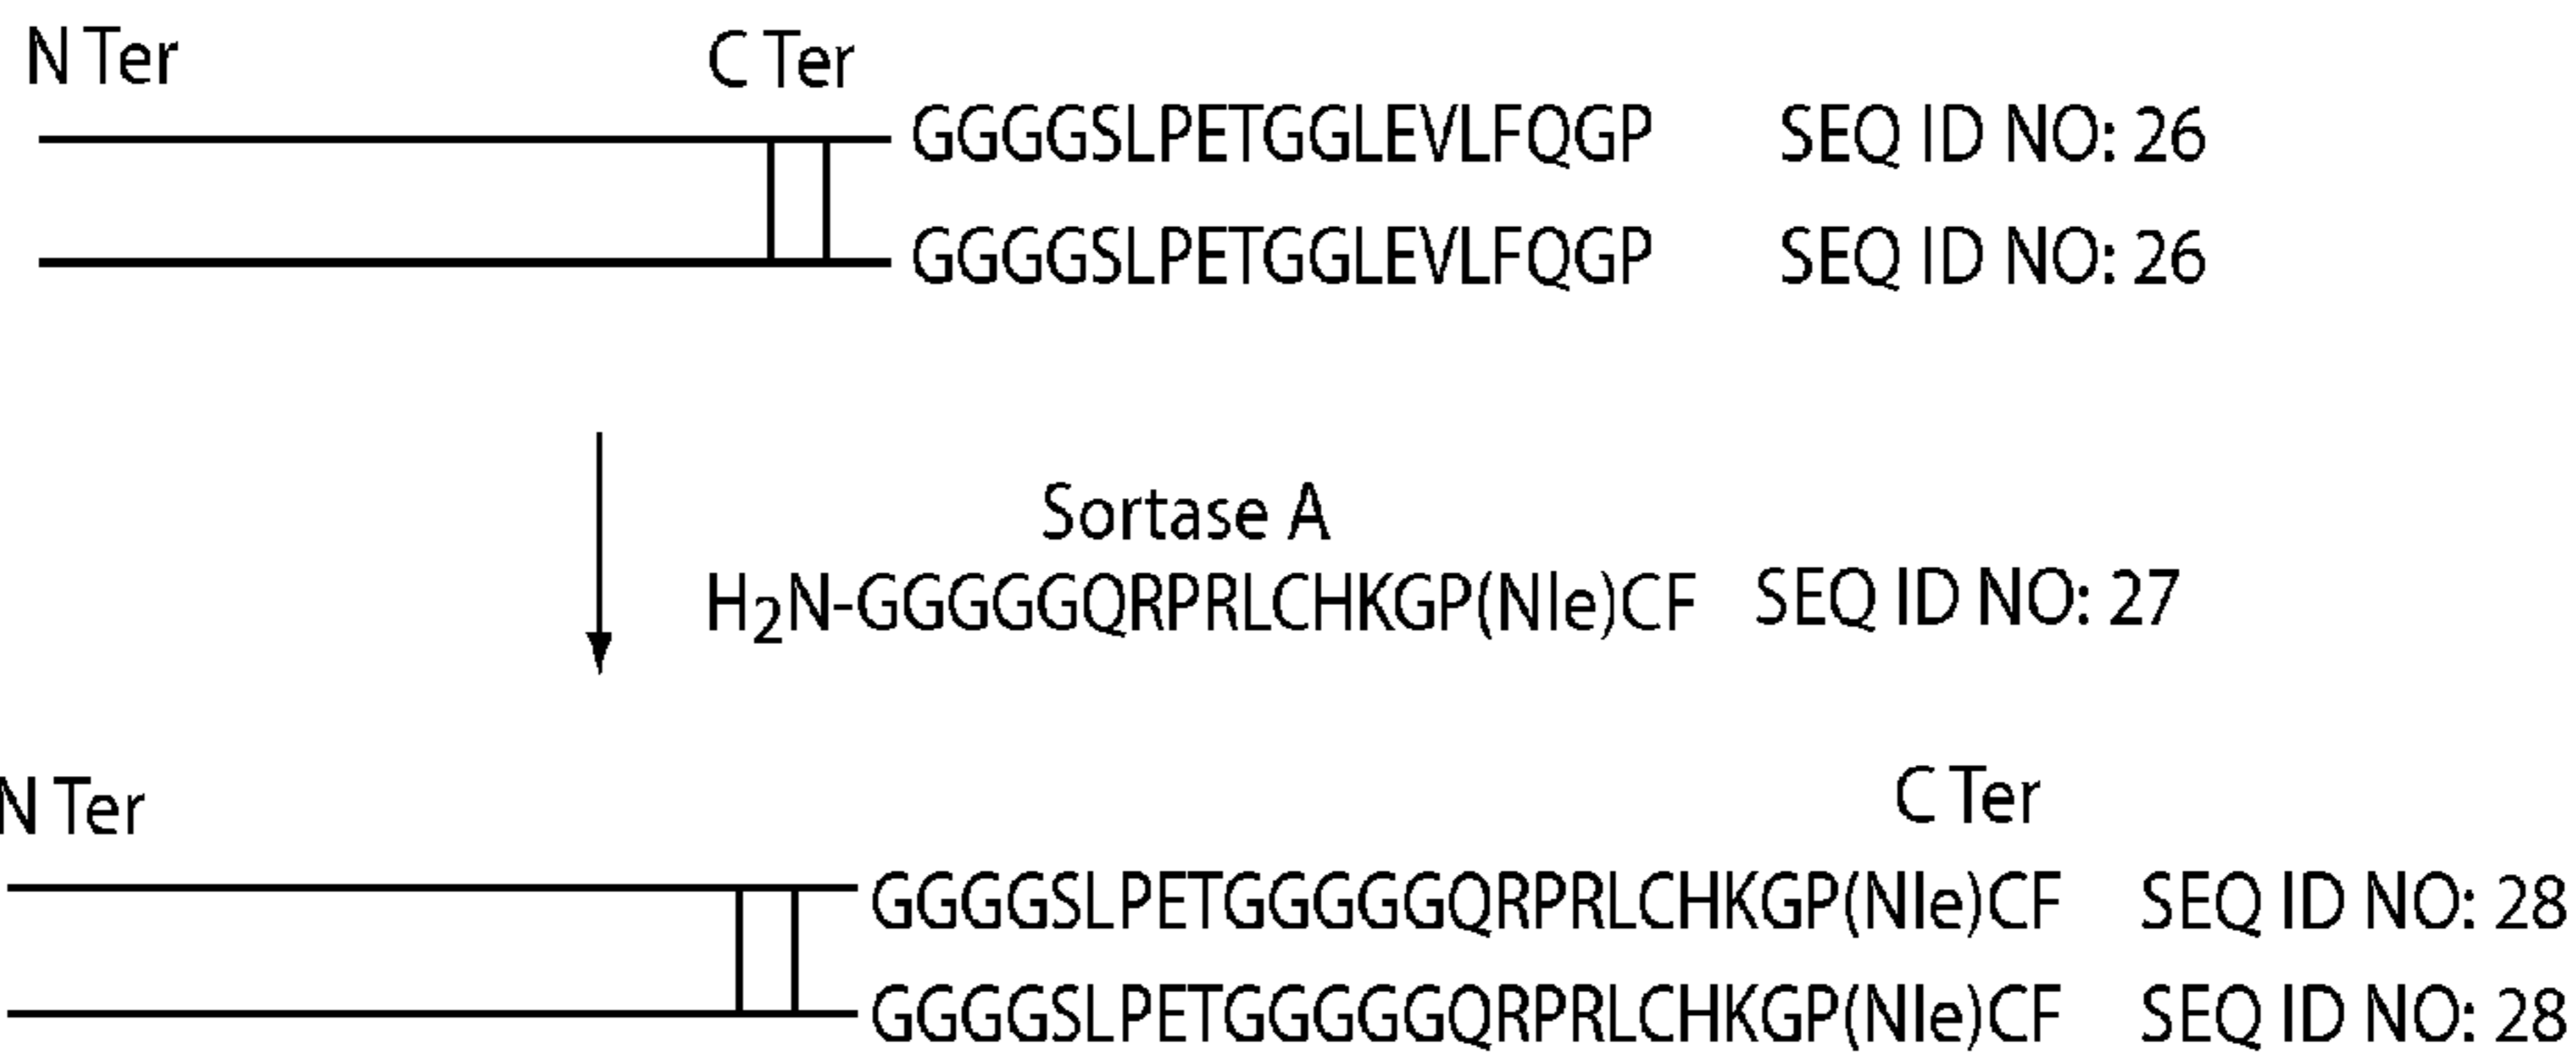 N Ter C Ter
GGGGSLPETGGLEVLFQGP SEQ ID NO: 26
GGGGSLPETGGLEVLFQGP SEQ ID NO: 26
Sortase A
H2N-GGGGGQRPRLCHKGP(Nle)CF SEQ ID NO: 27
N Ter C Ter
GGGGSLPETGGGGGQRPRLCHKGP(Nle)CF SEQ ID NO: 28
GGGGSLPETGGGGGQRPRLCHKGP(Nle)CF SEQ ID NO: 28